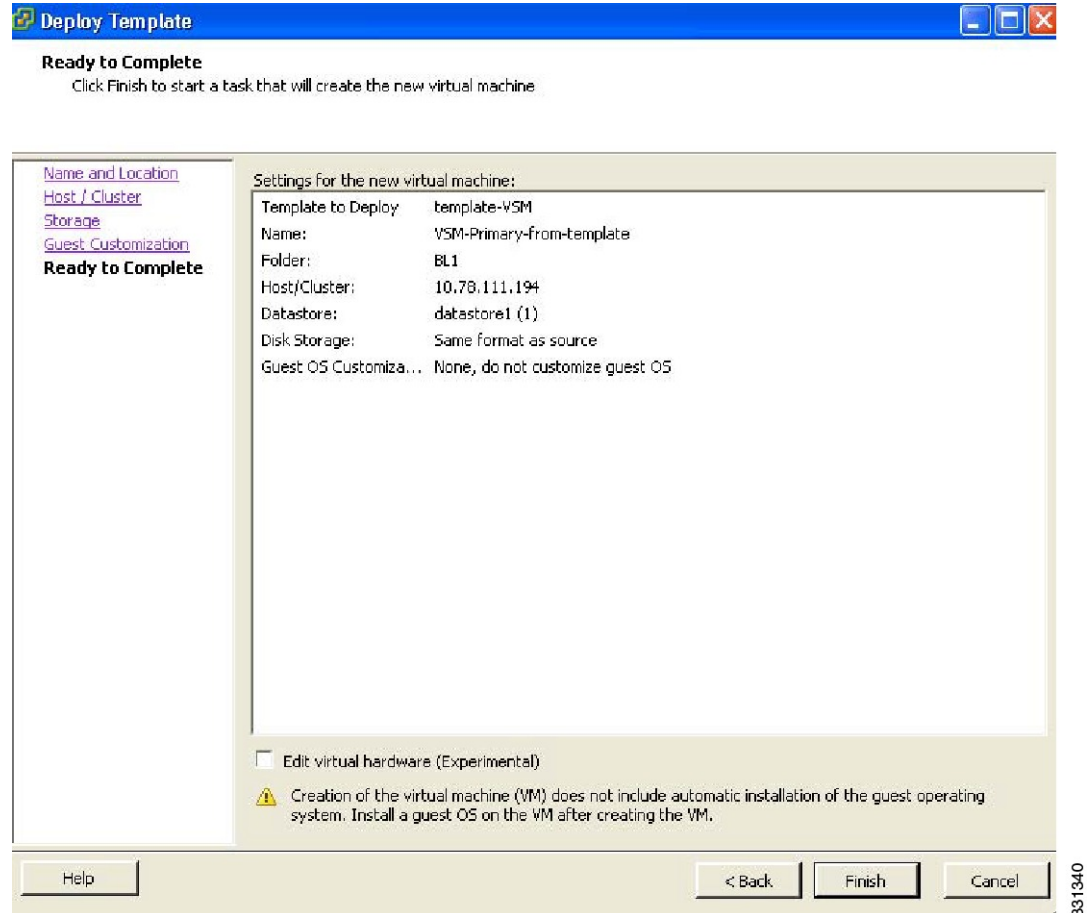 Deploy Template
Ready to Complete
Click Finish to start a task that will create the new virtual machine
Name and Location
Host / Cluster
Storage
Guest Customization
Ready to Complete
Settings for the new virtual machine:
Template to Deploy template-VSM
Name: VSM-Primary-from-template
Folder: BL1
Host/Cluster: 10.78.111.194
Datastore: datastore1 (1)
Disk Storage: Same format as source
Guest OS Customiza... None, do not customize guest OS
Edit virtual hardware (Experimental)
Creation of the virtual machine (VM) does not include automatic installation of the guest operating
system. Install a guest OS on the VM after creating the VM.
Help
< Back
Finish
Cancel
331340